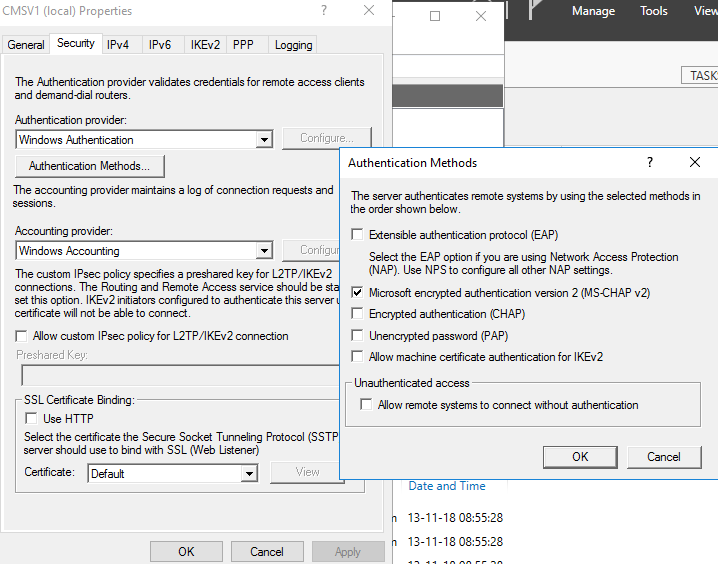 CMSV1 (local) Properties
?
Manage
Tools
General
Security
IPv4
IPv6
IKEv2
PPP
Logging
The Authentication provider validates credentials for remote access clients
and demand-dial routers.
Authentication provider:
Windows Authentication
Configure...
Authentication Methods...
The accounting provider maintains a log of connection requests and
sessions.
Accounting provider:
Windows Accounting
The custom IPsec policy specifies a preshared key for L2TP/IKEv2
connections. The Routing and Remote Access service should be
set this option. IKEv2 initiators configured to authenticate this server
certificate will not be able to connect.
Allow custom IPsec policy for L2TP/IKEv2 connection
Preshared Key:
SSL Certificate Binding:
Use HTTP
Select the certificate the Secure Socket Tunneling Protocol (SSTP
server should use to bind with SSL (Web Listener)
Certificate:
Default
View
OK
Cancel
Apply
Authentication Methods
?
The server authenticates remote systems by using the selected methods in
the order shown below.
Extensible authentication protocol (EAP)
Select the EAP option if you are using Network Access Protection
(NAP). Use NPS to configure all other NAP settings.
Microsoft encrypted authentication version 2 (MS-CHAP v2)
Encrypted authentication (CHAP)
Unencrypted password (PAP)
Allow machine certificate authentication for IKEv2
Unauthenticated access
Allow remote systems to connect without authentication
OK
Cancel
Date and Time
13-11-18 08:55:28
13-11-18 08:55:28